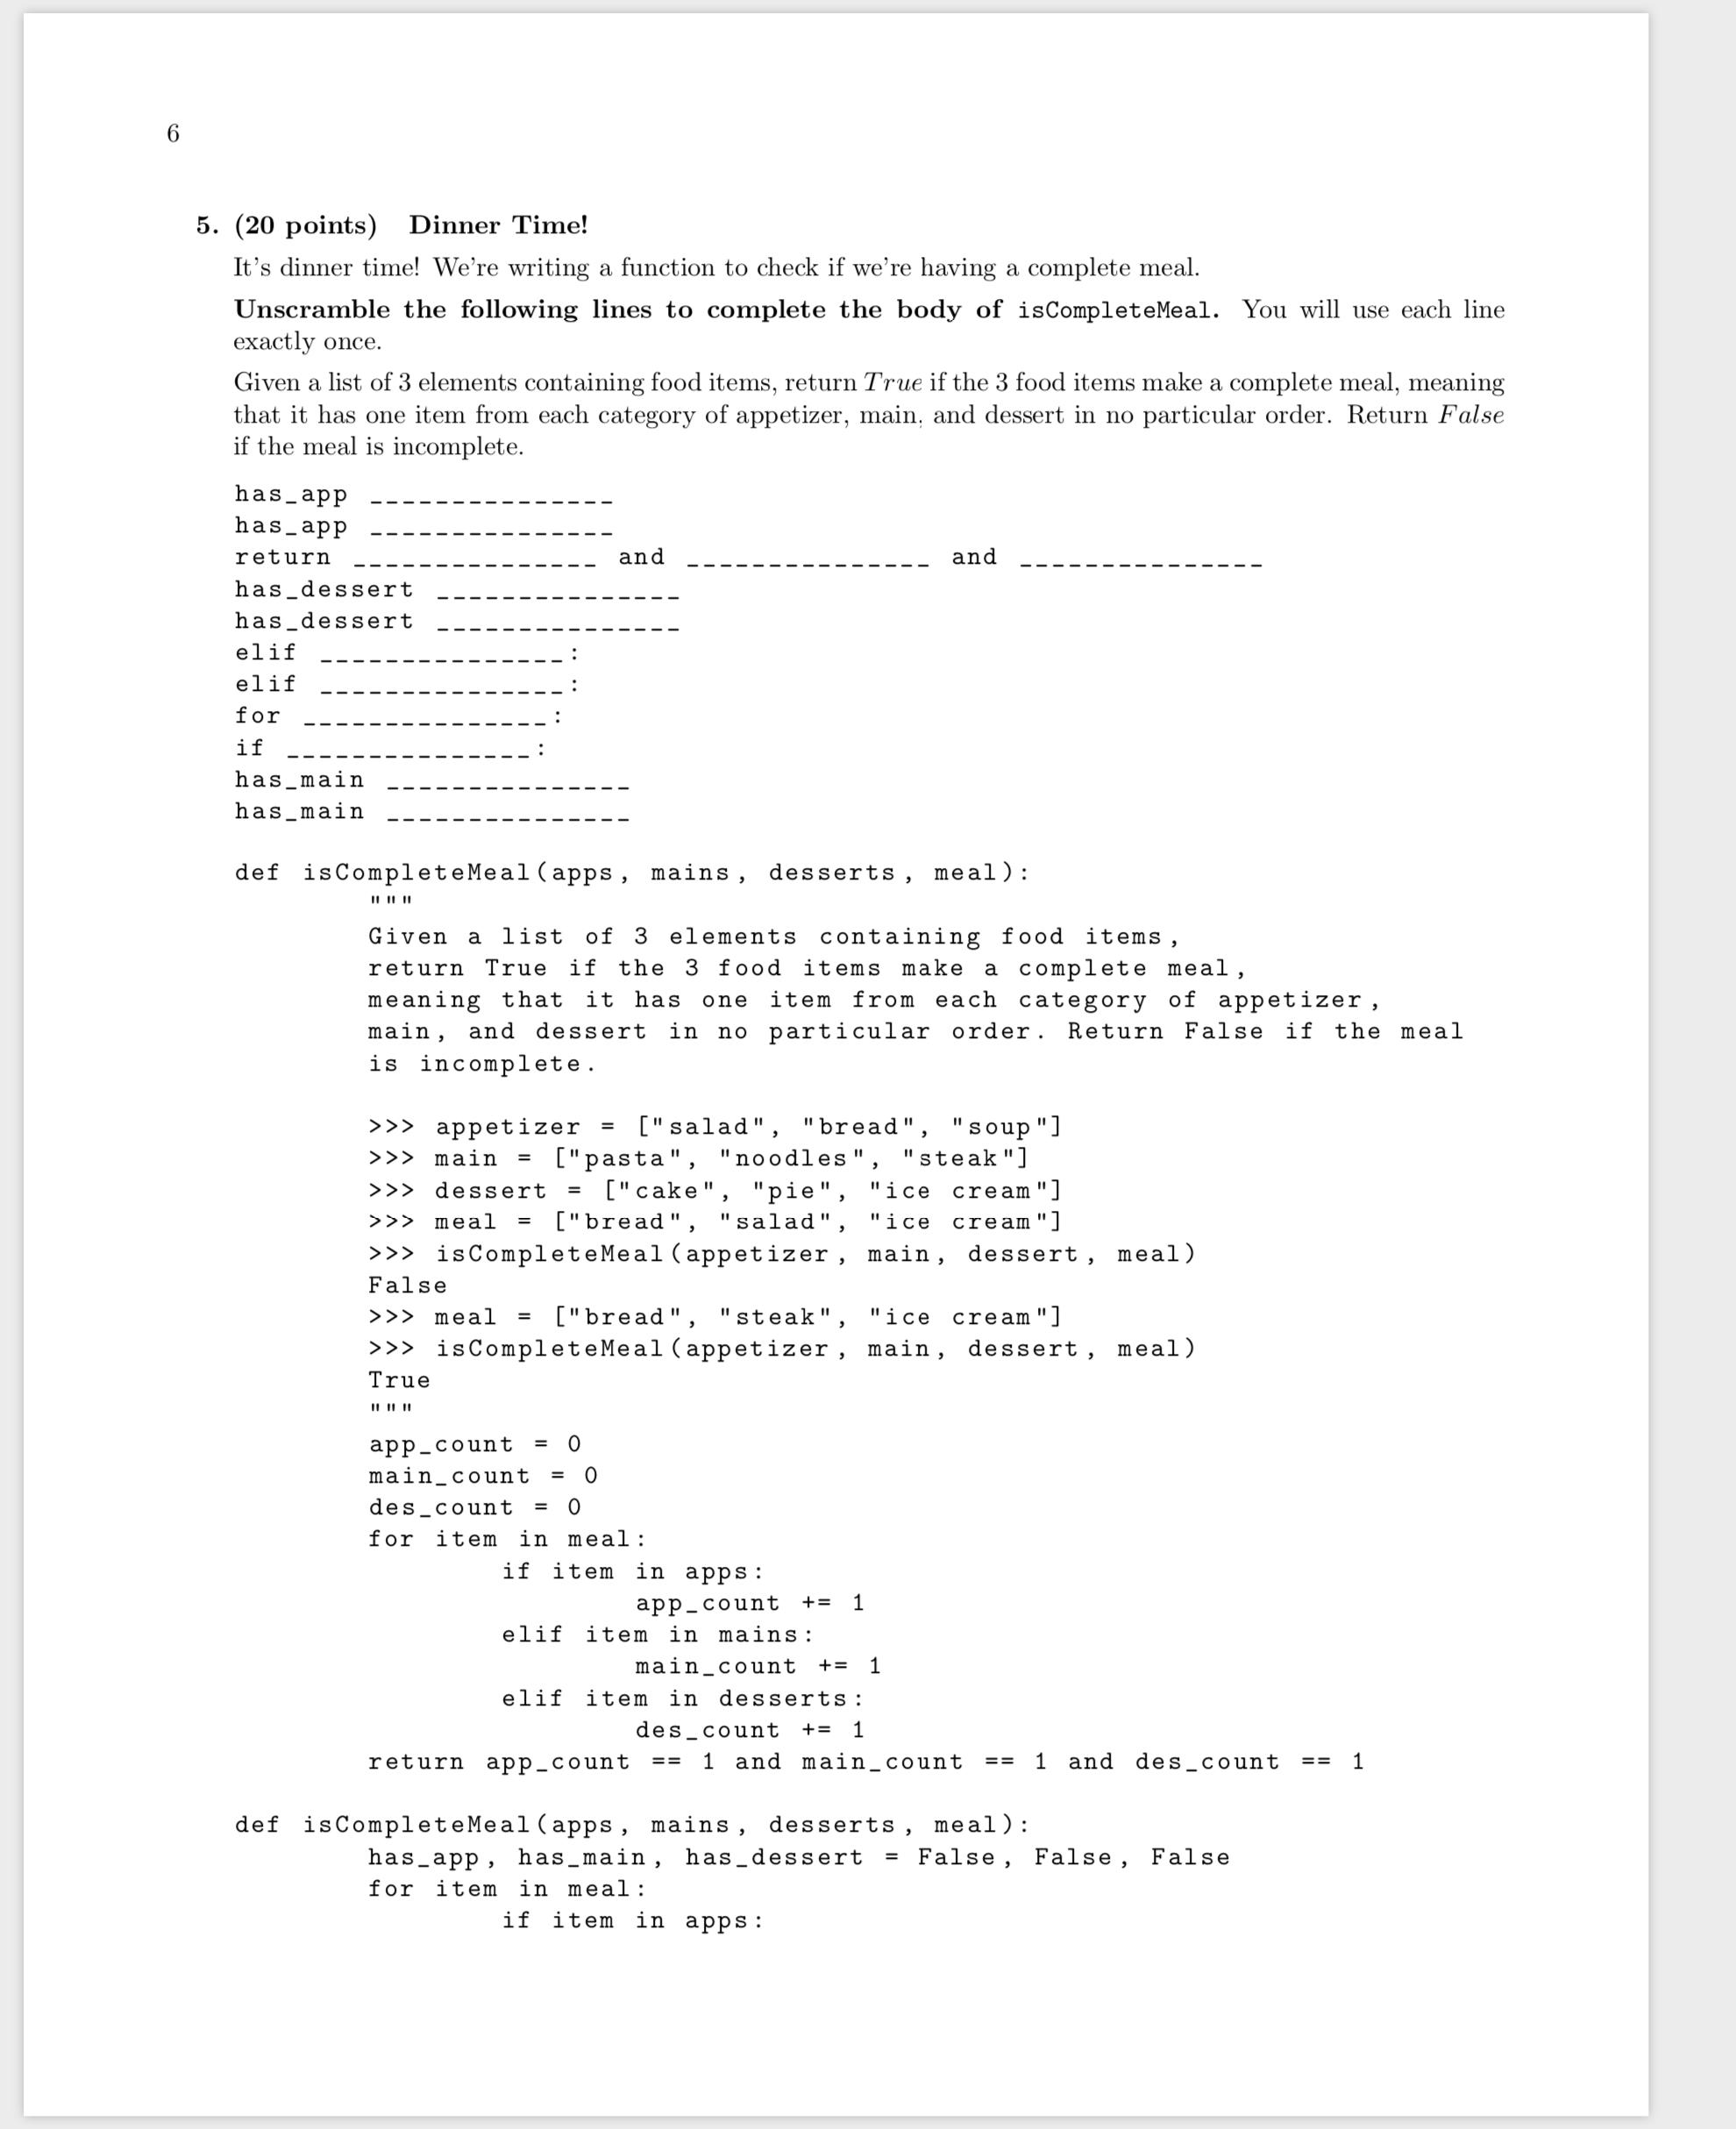 6
5. (20 points) Dinner Time!
It's dinner time! We're writing a function to check if we're having a complete meal.
Unscramble the following lines to complete the body of isCompleteMeal. You will use each line
exactly once.
Given a list of 3 elements containing food items, return True if the 3 food items make a complete meal, meaning
that it has one item from each category of appetizer, main, and dessert in no particular order. Return False
if the meal is incomplete.
has_app _______________
has_app _______________
return _______________ and _______________ and _______________
has_dessert _______________
has_dessert _______________
elif _______________:
elif _______________:
for _______________:
if _______________:
has_main _______________
has_main _______________
def isCompleteMeal(apps, mains, desserts, meal):
"""
Given a list of 3 elements containing food items,
return True if the 3 food items make a complete meal,
meaning that it has one item from each category of appetizer,
main, and dessert in no particular order. Return False if the meal
is incomplete.
>>> appetizer = ["salad", "bread", "soup"]
>>> main = ["pasta", "noodles", "steak"]
>>> dessert = ["cake", "pie", "ice cream"]
>>> meal = ["bread", "salad", "ice cream"]
>>> isCompleteMeal(appetizer, main, dessert, meal)
False
>>> meal = ["bread", "steak", "ice cream"]
>>> isCompleteMeal(appetizer, main, dessert, meal)
True
"""
app_count = 0
main_count = 0
des_count = 0
for item in meal:
if item in apps:
app_count += 1
elif item in mains:
main_count += 1
elif item in desserts:
des_count += 1
return app_count == 1 and main_count == 1 and des_count == 1
def isCompleteMeal(apps, mains, desserts, meal):
has_app, has_main, has_dessert = False, False, False
for item in meal:
if item in apps: